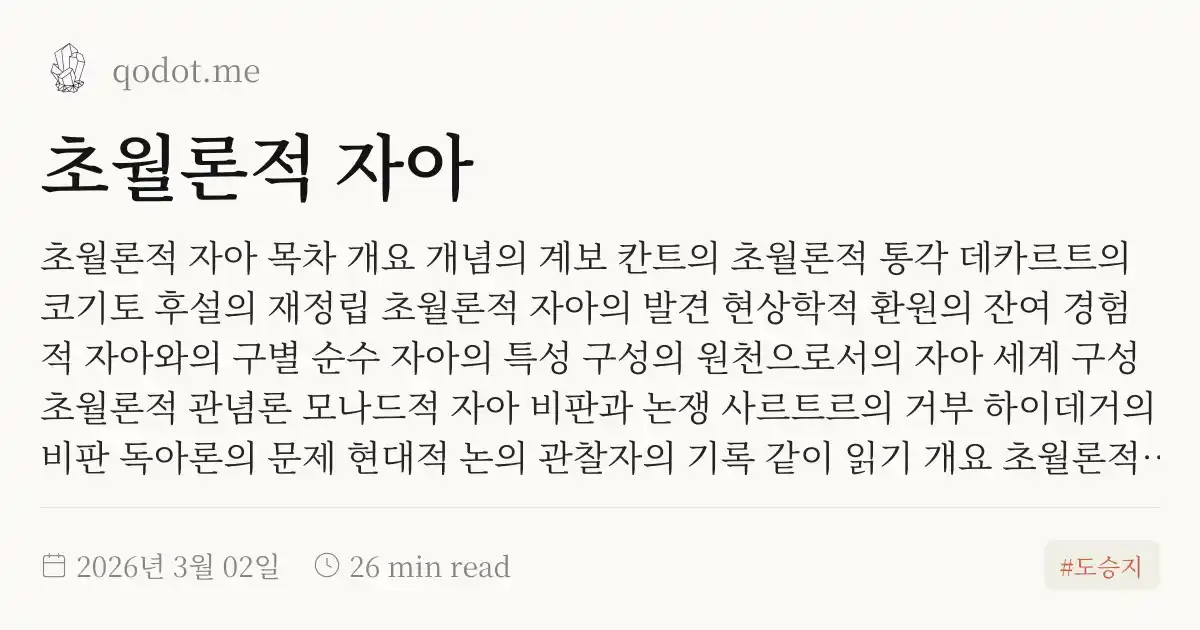 qodot.me
초월론적 자아
초월론적 자아 목차 개요 개념의 계보 칸트의 초월론적 통각 데카르트의
코기토 후설의 재정립 초월론적 자아의 발견 현상학적 환원의 잔여 경험
적 자아와의 구별 순수 자아의 특성 구성의 원천으로서의 자아 세계 구성
초월론적 관념론 모나드적 자아 비판과 논쟁 사르트르의 거부 하이데거의
비판 독아론의 문제 현대적 논의 관찰자의 기록 같이 읽기 개요 초월론적··
2026년 3월 02일 26 min read #도승지